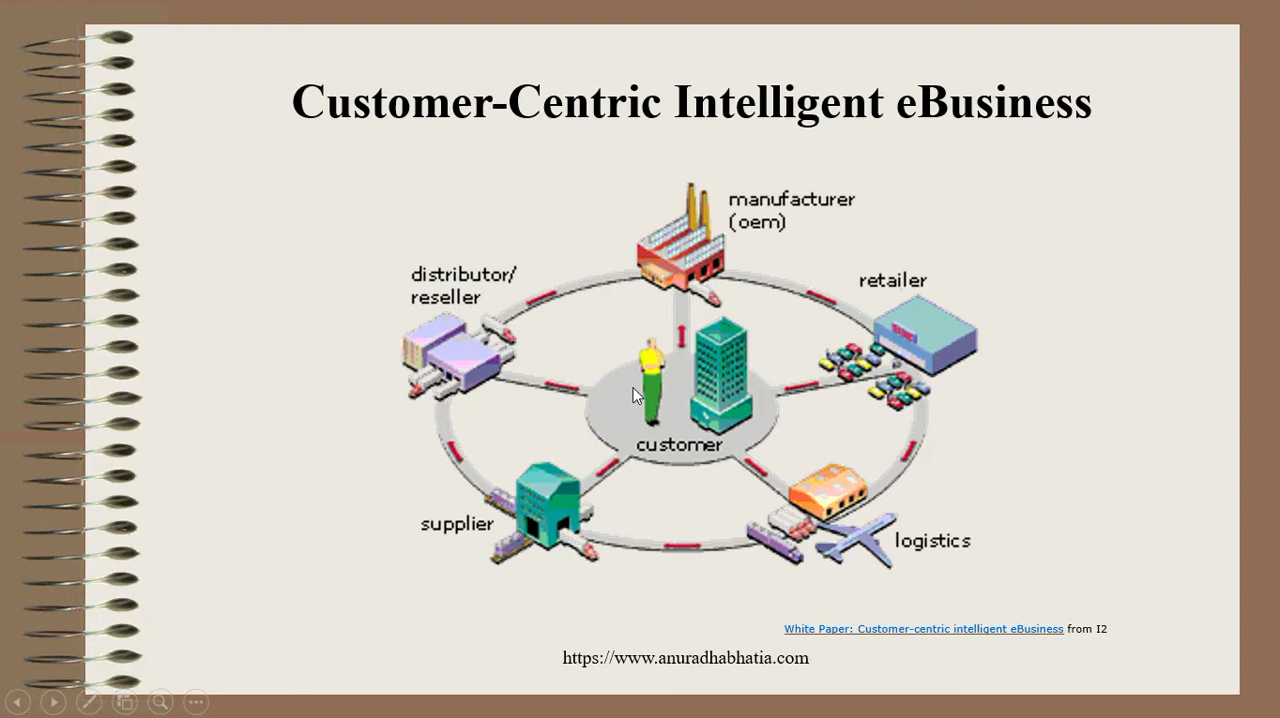 Customer-Centric Intelligent eBusiness
manufacturer
(oem)
distributor/
reseller
retailer
customer
supplier
logistics
White Paper: Customer-centric intelligent eBusiness from I2
https://www.anuradhabhatia.com